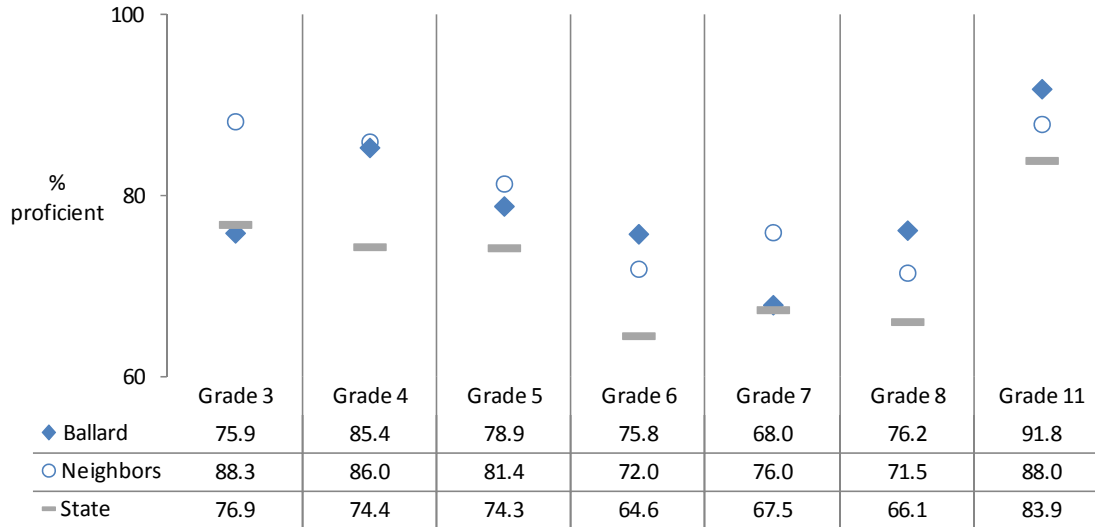 100
80
%
proficient
60
Grade 3 Grade 4 Grade 5 Grade 6 Grade 7 Grade 8 Grade 11
Ballard 75.9 85.4 78.9 75.8 68.0 76.2 91.8
Neighbors 88.3 86.0 81.4 72.0 76.0 71.5 88.0
State 76.9 74.4 74.3 64.6 67.5 66.1 83.9